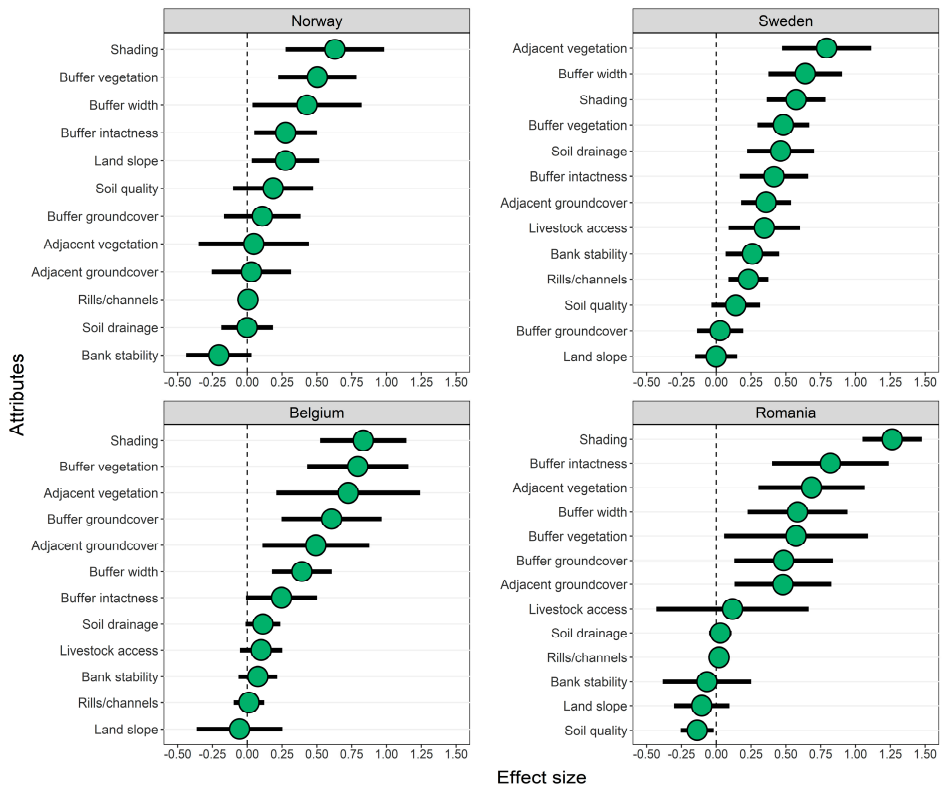 Norway
Shading
Buffer vegetation
Buffer width
Buffer intactness
Land slope
Soil quality
Buffer groundcover
Adjacent vegetation
Adjacent groundcover
Rills/channels
Soil drainage
Bank stability
-0.50 -0.25 0.00 0.25 0.50 0.75 1.00 1.25 1.50
Sweden
Adjacent vegetation
Buffer width
Shading
Buffer vegetation
Soil drainage
Buffer intactness
Adjacent groundcover
Livestock access
Bank stability
Rills/channels
Soil quality
Buffer groundcover
Land slope
-0.50 -0.25 0.00 0.25 0.50 0.75 1.00 1.25 1.50
Attributes
Belgium
Shading
Buffer vegetation
Adjacent vegetation
Buffer groundcover
Adjacent groundcover
Buffer width
Buffer intactness
Soil drainage
Livestock access
Bank stability
Rills/channels
Land slope
-0.50 -0.25 0.00 0.25 0.50 0.75 1.00 1.25 1.50
Romania
Shading
Buffer intactness
Adjacent vegetation
Buffer width
Buffer vegetation
Buffer groundcover
Adjacent groundcover
Livestock access
Soil drainage
Rills/channels
Bank stability
Land slope
Soil quality
-0.50 -0.25 0.00 0.25 0.50 0.75 1.00 1.25 1.50
Effect size